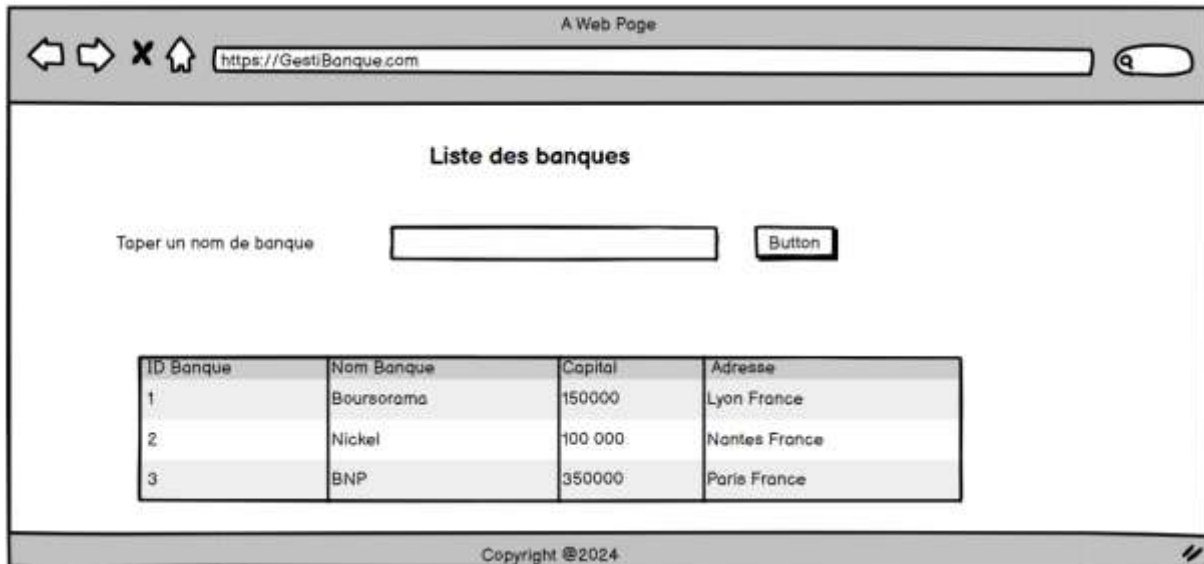 A Web Page
https://GestiBanque.com
Liste des banques
Taper un nom de banque Button
ID Banque Nom Banque Capital Adresse
1 Boursorama 150000 Lyon France
2 Nickel 100 000 Nantes France
3 BNP 350000 Paris France
Copyright @2024